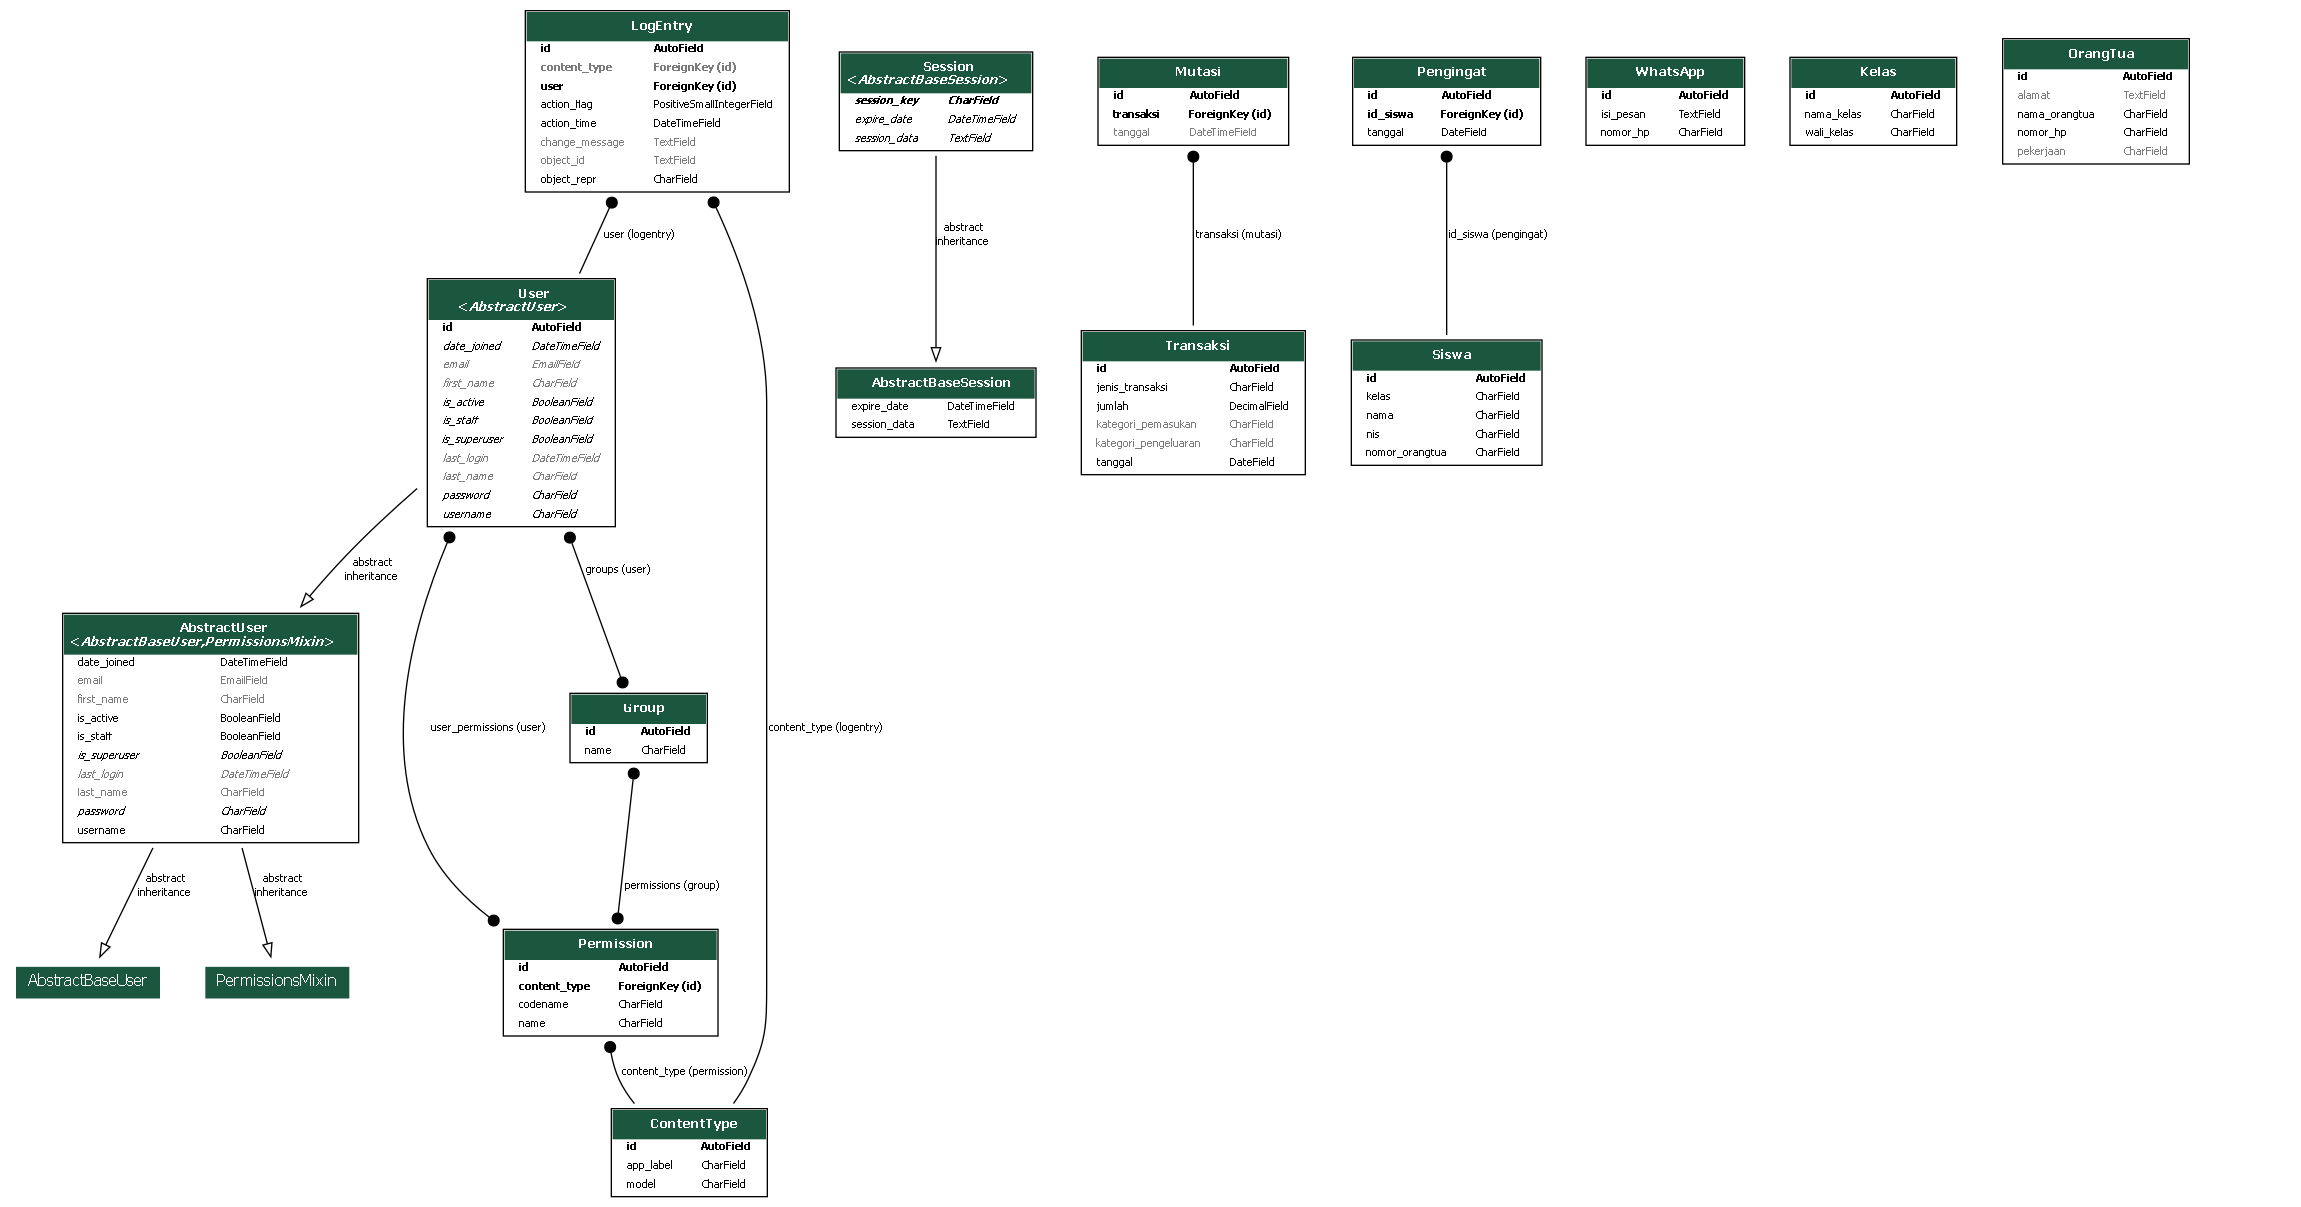 LogEntry
id AutoField
content_type ForeignKey (id)
user ForeignKey (id)
action_flag PositiveSmallIntegerField
action_time DateTimeField
change_message TextField
object_id TextField
object_repr CharField
Session
<AbstractBaseSession>
session_key CharField
expire_date DateTimeField
session_data TextField
Mutasi
id AutoField
transaksi ForeignKey (id)
tanggal DateTimeField
Pengingat
id AutoField
id_siswa ForeignKey (id)
tanggal DateField
WhatsApp
id AutoField
isi_pesan TextField
nomor_hp CharField
Kelas
id AutoField
nama_kelas CharField
wali_kelas CharField
OrangTua
id AutoField
alamat TextField
nama_orangtua CharField
nomor_hp CharField
pekerjaan CharField
user (logentry)
abstract
inheritance
transaksi (mutasi)
id_siswa (pengingat)
User
<AbstractUser>
id AutoField
date_joined DateTimeField
email EmailField
first_name CharField
is_active BooleanField
is_staff BooleanField
is_superuser BooleanField
last_login DateTimeField
last_name CharField
password CharField
username CharField
AbstractBaseSession
expire_date DateTimeField
session_data TextField
Transaksi
id AutoField
jenis_transaksi CharField
jumlah DecimalField
kategori_pemasukan CharField
kategori_pengeluaran CharField
tanggal DateField
Siswa
id AutoField
kelas CharField
nama CharField
nis CharField
nomor_orangtua CharField
abstract
inheritance
groups (user)
AbstractUser
<AbstractBaseUser,PermissionsMixin>
date_joined DateTimeField
email EmailField
first_name CharField
is_active BooleanField
is_staff BooleanField
is_superuser BooleanField
last_login DateTimeField
last_name CharField
password CharField
username CharField
user_permissions (user)
Group
id AutoField
name CharField
content_type (logentry)
abstract
inheritance
abstract
inheritance
permissions (group)
AbstractBaseUser
PermissionsMixin
Permission
id AutoField
content_type ForeignKey (id)
codename CharField
name CharField
content_type (permission)
ContentType
id AutoField
app_label CharField
model CharField